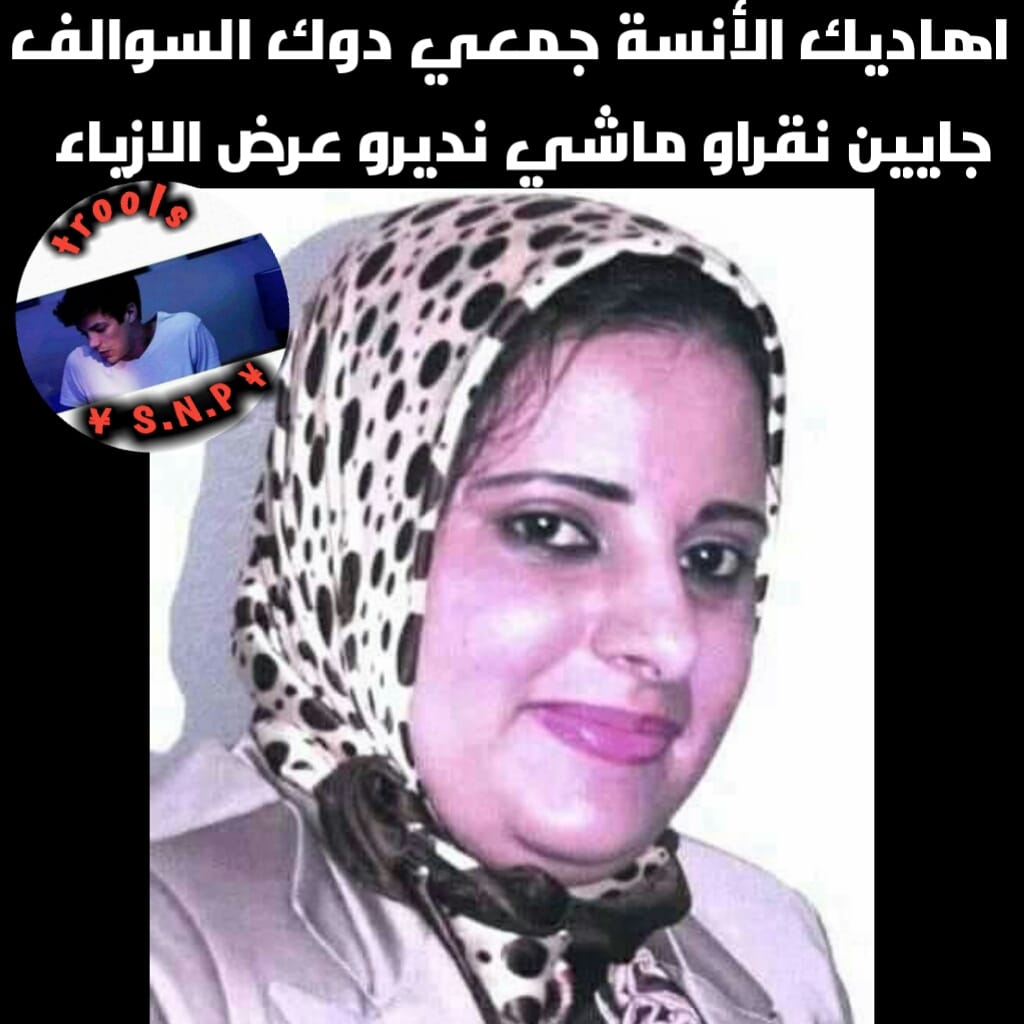 اهاديك الأنسة جمعي دوك السوالف
جايين نقراو ماشي نديرو عرض الازياء
trools
¥ S.N.P ¥